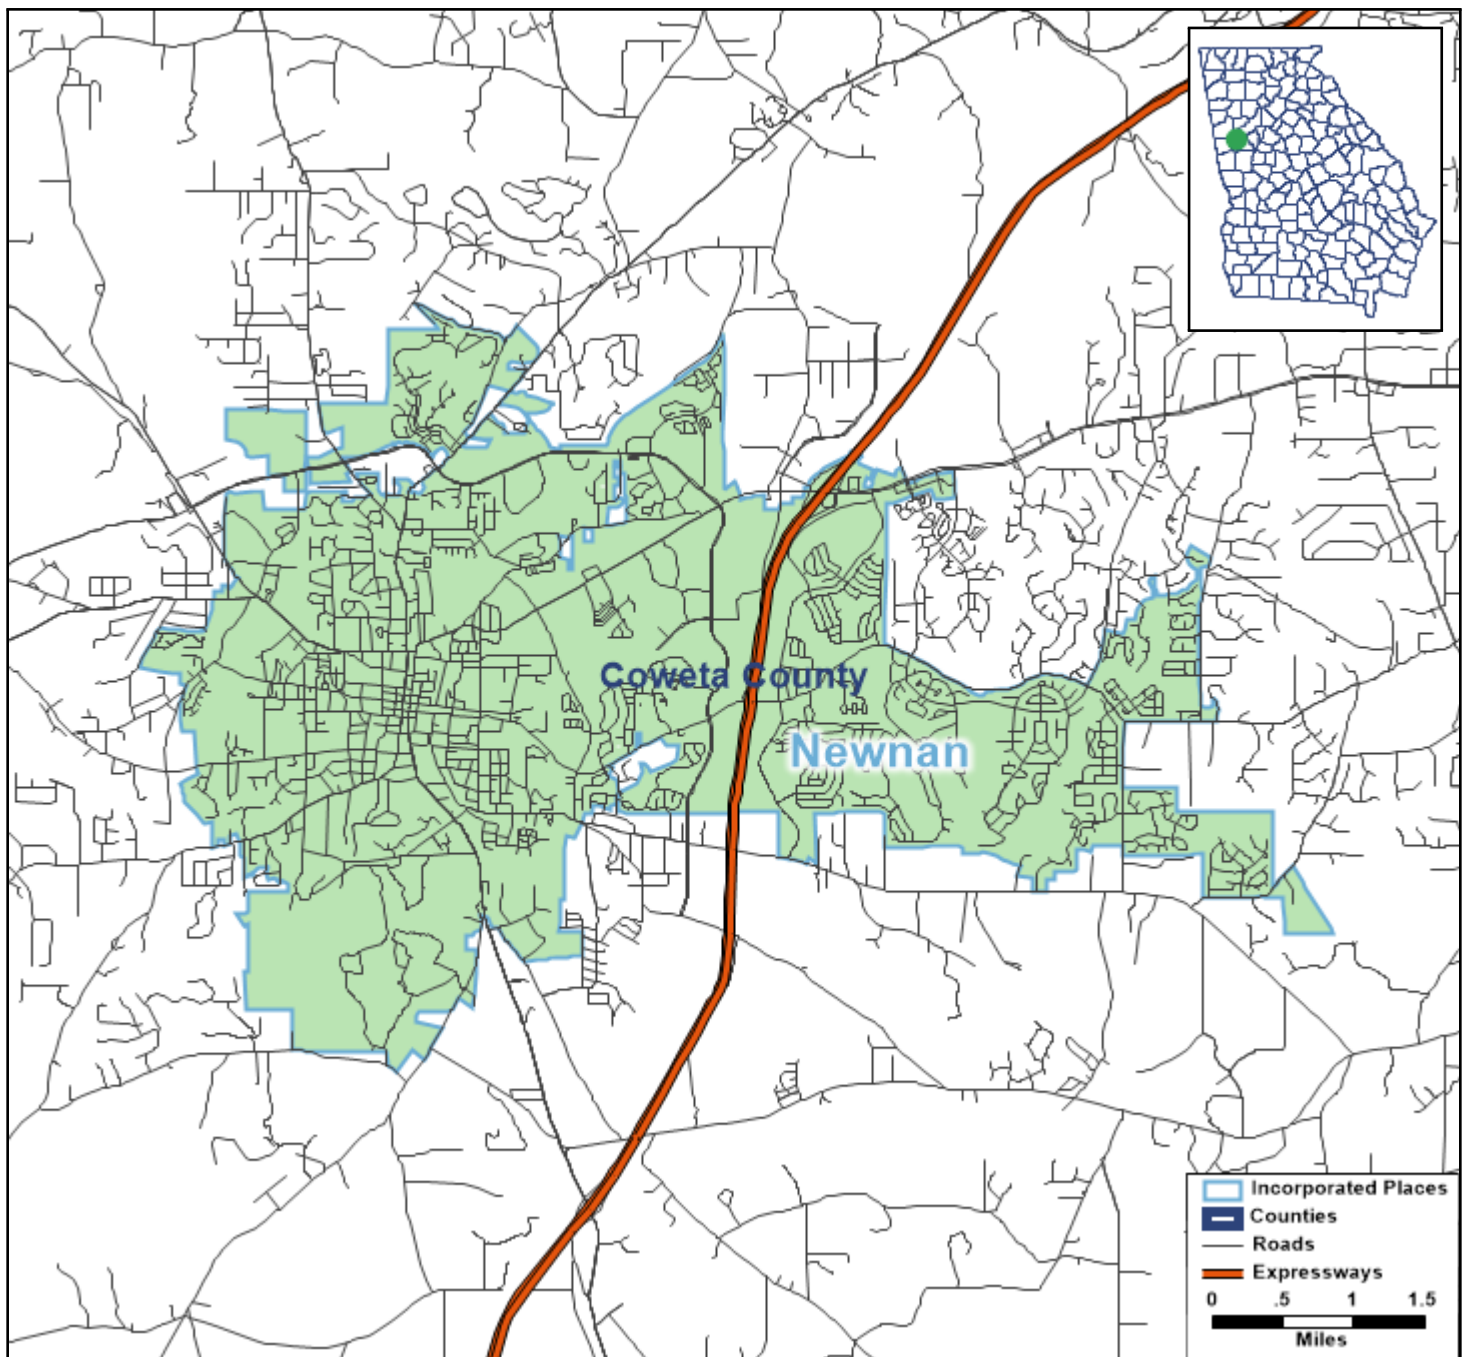 Coweta County
Newnan
Incorporated Places
Counties
Roads
Expressways
0 .5 1 1.5
Miles